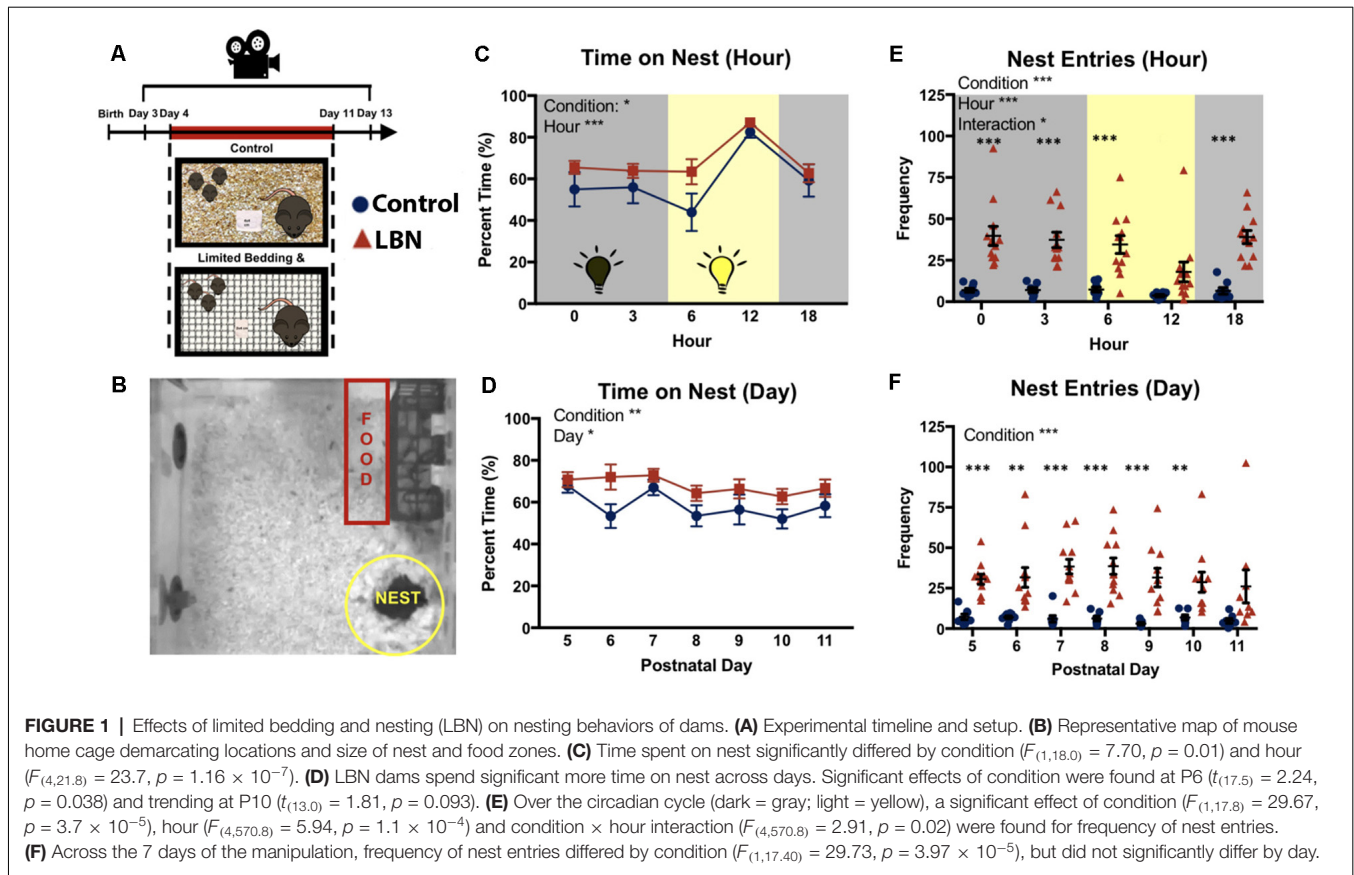 A
Birth Day 3 Day 4 Day 11 Day 13
Control
Limited Bedding &
Control
LBN
B
FOOD
NEST
C
Time on Nest (Hour)
Condition: *
Hour ***
Percent Time (%)
100
80
60
40
20
0
0 3 6 12 18
Hour
D
Time on Nest (Day)
Condition **
Day *
Percent Time (%)
100
80
60
40
20
0
5 6 7 8 9 10 11
Postnatal Day
E
Nest Entries (Hour)
Condition ***
Hour ***
Interaction *
*** *** *** ***
Frequency
125
100
75
50
25
0
0 3 6 12 18
Hour
F
Nest Entries (Day)
Condition ***
*** ** *** *** *** **
Frequency
125
100
75
50
25
0
5 6 7 8 9 10 11
Postnatal Day
FIGURE 1 | Effects of limited bedding and nesting (LBN) on nesting behaviors of dams. (A) Experimental timeline and setup. (B) Representative map of mouse
home cage demarcating locations and size of nest and food zones. (C) Time spent on nest significantly differed by condition (F(1,18.0) = 7.70, p = 0.01) and hour
(F(4,21.8) = 23.7, p = 1.16 × 10−7). (D) LBN dams spend significant more time on nest across days. Significant effects of condition were found at P6 (t(17.5) = 2.24,
p = 0.038) and trending at P10 (t(13.0) = 1.81, p = 0.093). (E) Over the circadian cycle (dark = gray; light = yellow), a significant effect of condition (F(1,17.8) = 29.67,
p = 3.7 × 10−5), hour (F(4,570.8) = 5.94, p = 1.1 × 10−4) and condition × hour interaction (F(4,570.8) = 2.91, p = 0.02) were found for frequency of nest entries.
(F) Across the 7 days of the manipulation, frequency of nest entries differed by condition (F(1,17.40) = 29.73, p = 3.97 × 10−5), but did not significantly differ by day.